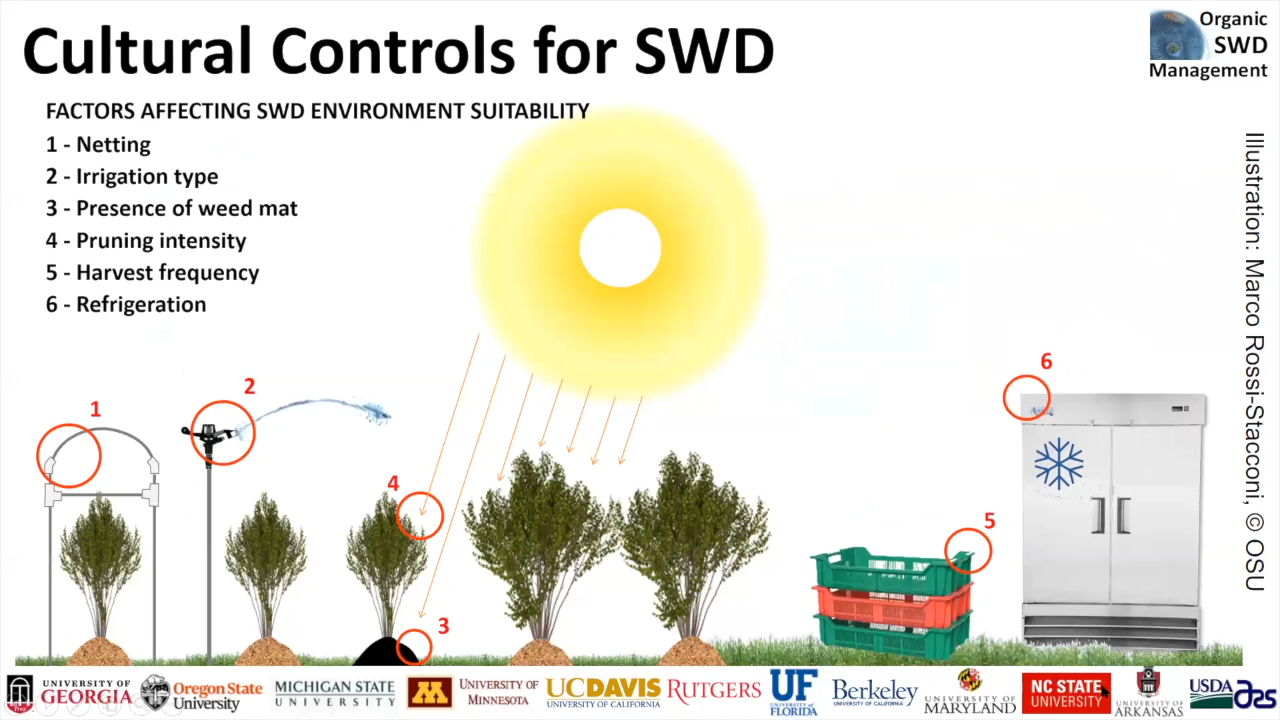 Cultural Controls for SWD
Organic
SWD
Management
FACTORS AFFECTING SWD ENVIRONMENT SUITABILITY
1 - Netting
2 - Irrigation type
3 - Presence of weed mat
4 - Pruning intensity
5 - Harvest frequency
6 - Refrigeration
Illustration: Marco Rossi-Stacconi, © OSU
1
2
4
3
5
6
UNIVERSITY OF
GEORGIA
Oregon State
University
MICHIGAN STATE
UNIVERSITY
M
UNIVERSITY OF
MINNESOTA
UCDAVIS
UNIVERSITY OF CALIFORNIA
RUTGERS
UF
UNIVERSITY of
FLORIDA
Berkeley
UNIVERSITY OF CALIFORNIA
UNIVERSITY OF
MARYLAND
NC STATE
UNIVERSITY
UNIVERSITY OF
ARKANSAS
USDA